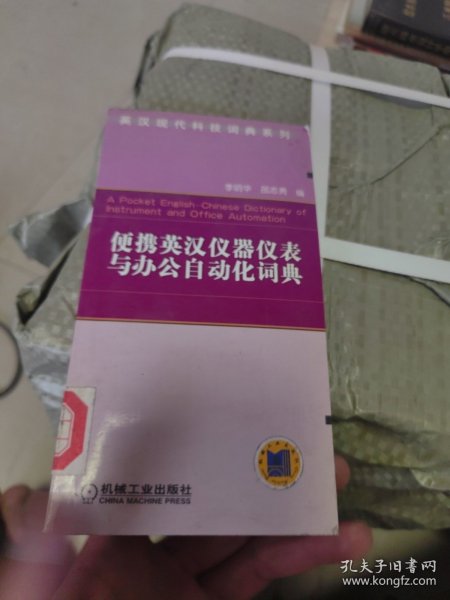 英汉现代科技词典系列
编
A Pocket English-Chinese Dictionary of
Instrument and Office Automation
便携英汉仪器仪表
与办公自动化词典
机械工业出版社
CHINA MACHINE PRESS
孔夫子旧书网
www.kongfz.com